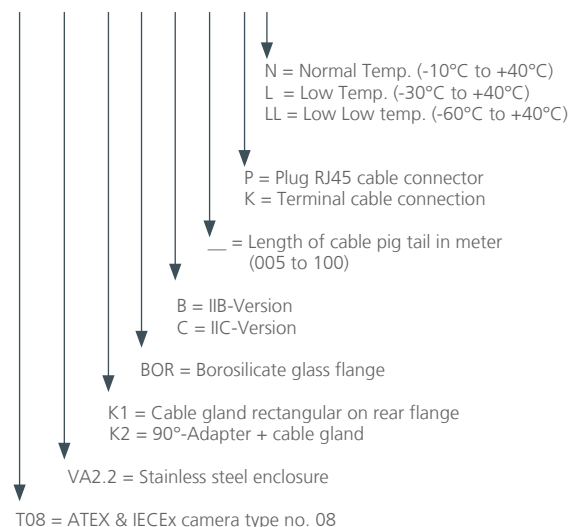 N = Normal Temp. (-10°C to +40°C)
L = Low Temp. (-30°C to +40°C)
LL = Low Low temp. (-60°C to +40°C)
P = Plug RJ45 cable connector
K = Terminal cable connection
__ = Length of cable pig tail in meter
(005 to 100)
B = IIB-Version
C = IIC-Version
BOR = Borosilicate glass flange
K1 = Cable gland rectangular on rear flange
K2 = 90°-Adapter + cable gland
VA2.2 = Stainless steel enclosure
T08 = ATEX & IECEx camera type no. 08